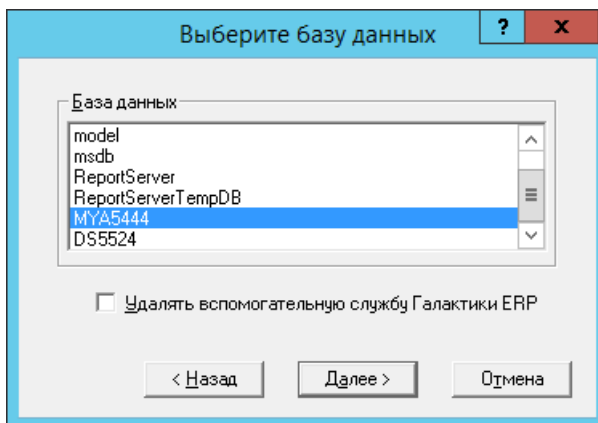 Выберите базу данных
?
x
База данных
model
msdb
ReportServer
ReportServerTempDB
MYA5444
DS5524
Удалять вспомогательную службу Галактики ERP
< Назад
Далее >
Отмена